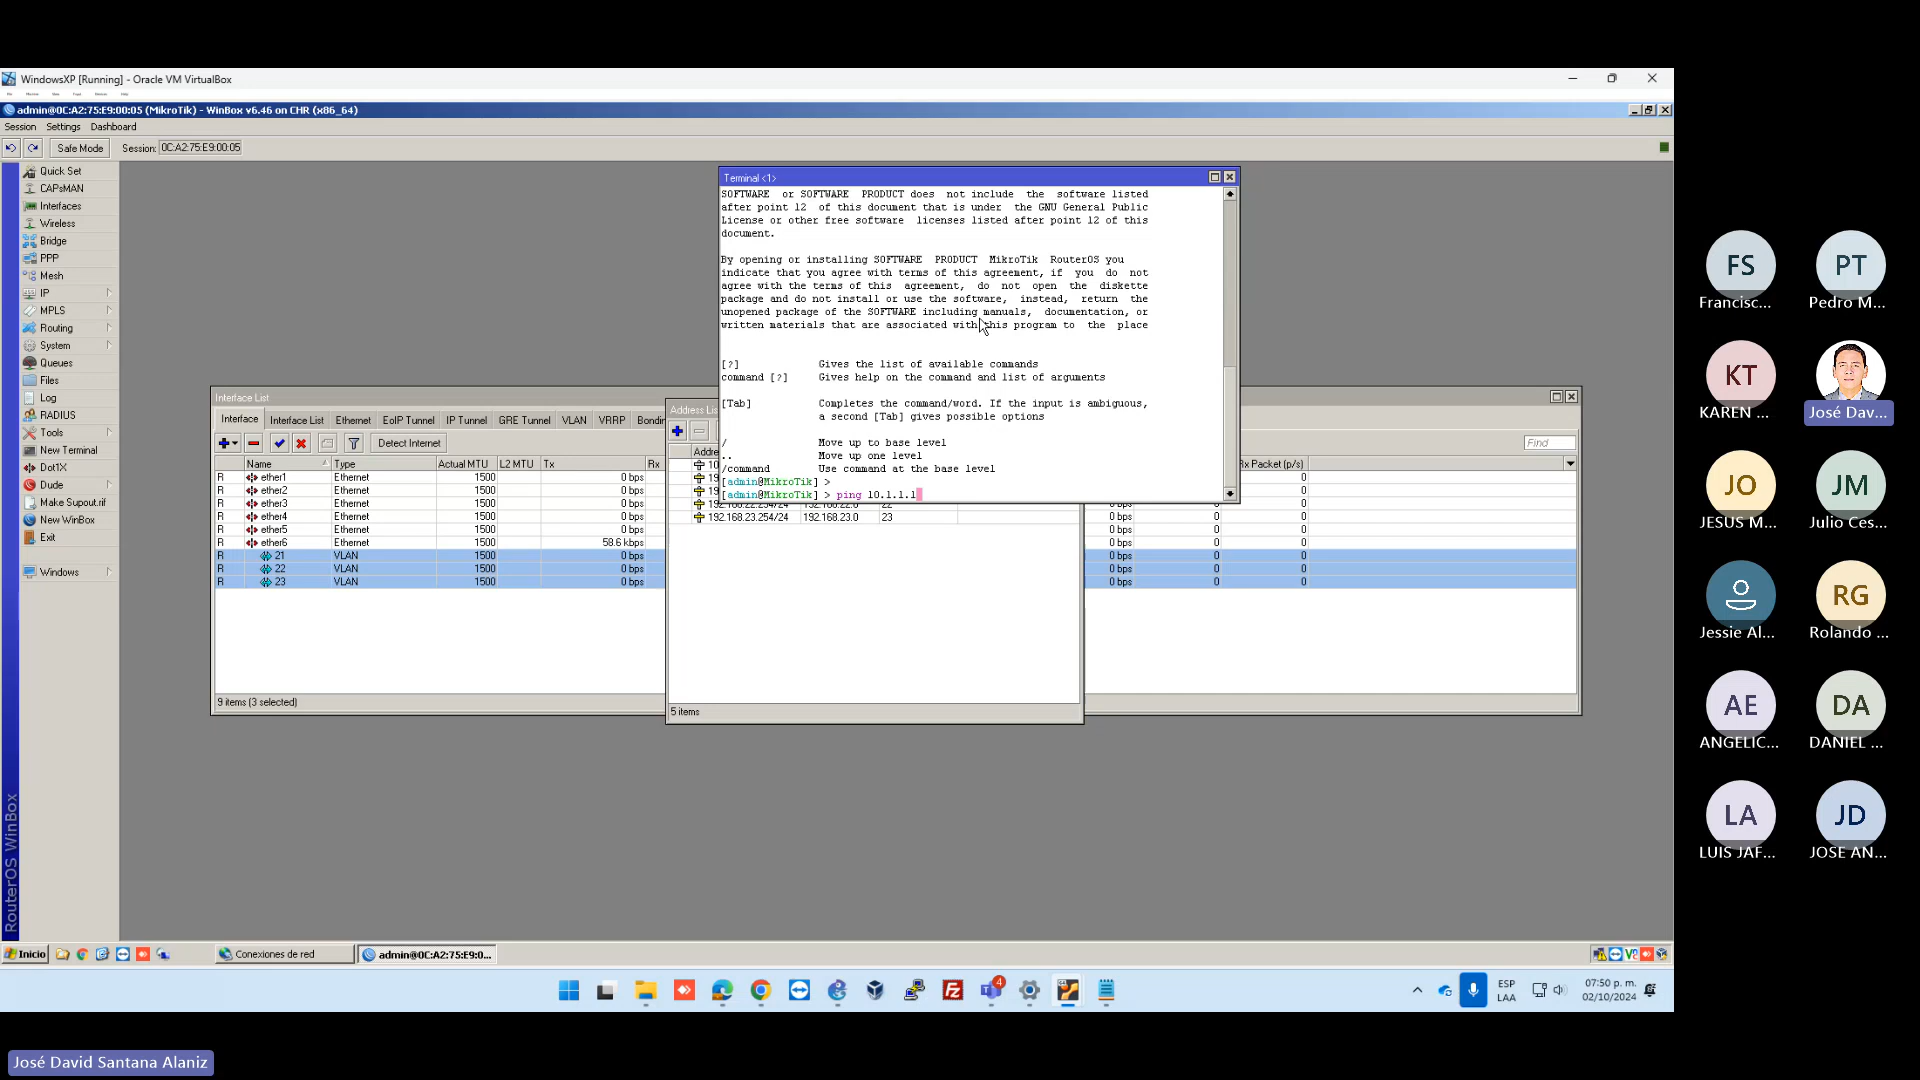 WindowsXP [Running] - Oracle VM VirtualBox
admin@0C:A2:75:E9:00:05 (MikroTik) - WinBox v6.46 on CHR (x86_64)
Session Settings Dashboard
Safe Mode Session: 0C:A2:75:E9:00:05
Quick Set
CAPsMAN
Interfaces
Wireless
Bridge
PPP
Mesh
IP
MPLS
Routing
System
Queues
Files
Log
RADIUS
Tools
New Terminal
Dot1X
Dude
Make Supout.rif
New WinBox
Exit
Windows
RouterOS WinBox
Terminal <1>
SOFTWARE or SOFTWARE PRODUCT does not include the software listed
after point 12 of this document that is under the GNU General Public
License or other free software licenses listed after point 12 of this
document.
By opening or installing SOFTWARE PRODUCT MikroTik RouterOS you
indicate that you agree with terms of this agreement, if you do not
agree with the terms of this agreement, do not open the diskette
package and do not install or use the software, instead, return the
unopened package of the SOFTWARE including manuals, documentation, or
written materials that are associated with this program to the place
[?] Gives the list of available commands
command [?] Gives help on the command and list of arguments
[Tab] Completes the command/word. If the input is ambiguous,
a second [Tab] gives possible options
/ Move up to base level
.. Move up one level
/command Use command at the base level
[admin@MikroTik] >
[admin@MikroTik] > ping 10.1.1.1
Interface List
Interface Interface List Ethernet EoIP Tunnel IP Tunnel GRE Tunnel VLAN VRRP Bondin
Detect Internet
Find
Name Type Actual MTU L2 MTU Tx Rx
Rx Packet (p/s)
R ether1 Ethernet 1500 0 bps
R ether2 Ethernet 1500 0 bps
R ether3 Ethernet 1500 0 bps
R ether4 Ethernet 1500 0 bps
R ether5 Ethernet 1500 0 bps
R ether6 Ethernet 1500 58.6 kbps
R 21 VLAN 1500 0 bps
R 22 VLAN 1500 0 bps
R 23 VLAN 1500 0 bps
0 bps 0 0
0 bps 0 0
0 bps 0 0
0 bps 0 0
0 bps 0 0
0 bps 0 0
9 items (3 selected)
Address Lis
Addre
10
19
19
192.168.22.254/24 192.168.22.0 22
192.168.23.254/24 192.168.23.0 23
5 items
Inicio
Conexiones de red
admin@0C:A2:75:E9:0...
4
ESP
LAA
07:50 p. m.
02/10/2024
FS
Francisc...
PT
Pedro M...
KT
KAREN ...
José Dav...
JO
JESUS M...
JM
Julio Ces...
Jessie Al...
RG
Rolando ...
AE
ANGELIC...
DA
DANIEL ...
LA
LUIS JAF...
JD
JOSE AN...
José David Santana Alaniz